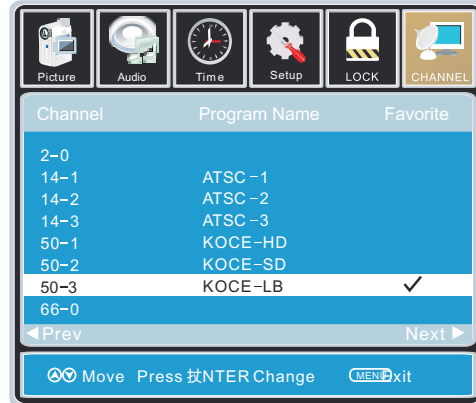 Picture Audio Time Setup LOCK CHANNEL
Channel Program Name Favorite
2-0
14-1 ATSC-1
14-2 ATSC-2
14-3 ATSC-3
50-1 KOCE-HD
50-2 KOCE-SD
50-3 KOCE-LB ✓
66-0
◀Prev Next▶
Move Press 扙NTER Change MENU Exit